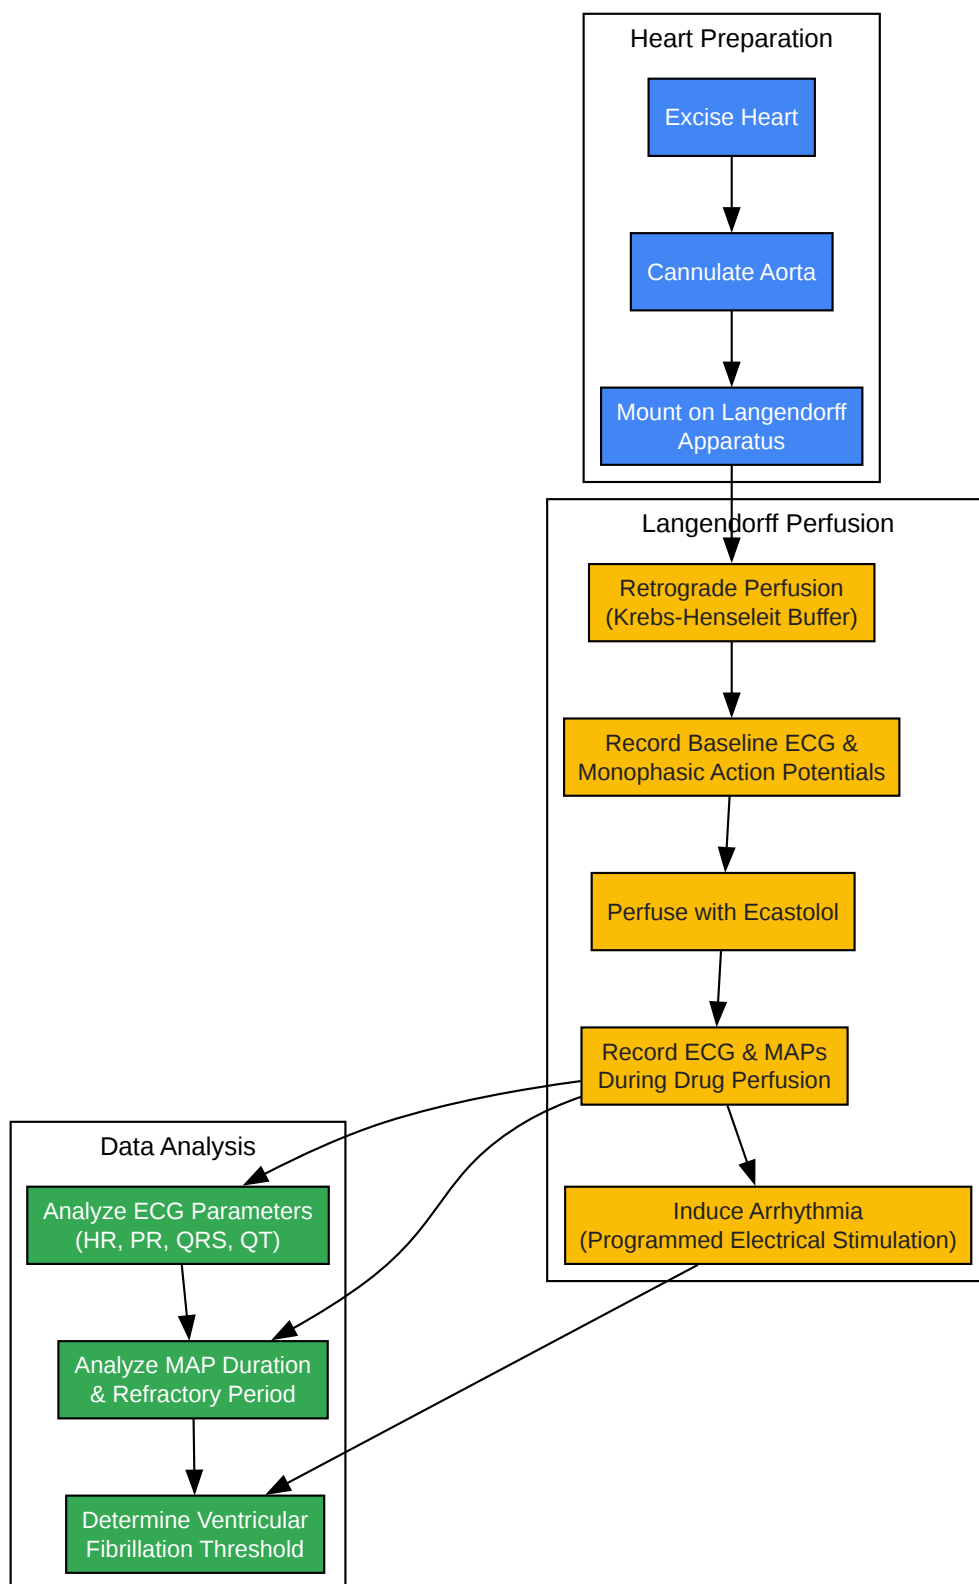 Heart Preparation
Excise Heart
Cannulate Aorta
Mount on Langendorff
Apparatus
Langendorff Perfusion
Retrograde Perfusion
(Krebs-Henseleit Buffer)
Record Baseline ECG &
Monophasic Action Potentials
Perfuse with Ecastolol
Record ECG & MAPs
During Drug Perfusion
Induce Arrhythmia
(Programmed Electrical Stimulation)
Data Analysis
Analyze ECG Parameters
(HR, PR, QRS, QT)
Analyze MAP Duration
& Refractory Period
Determine Ventricular
Fibrillation Threshold